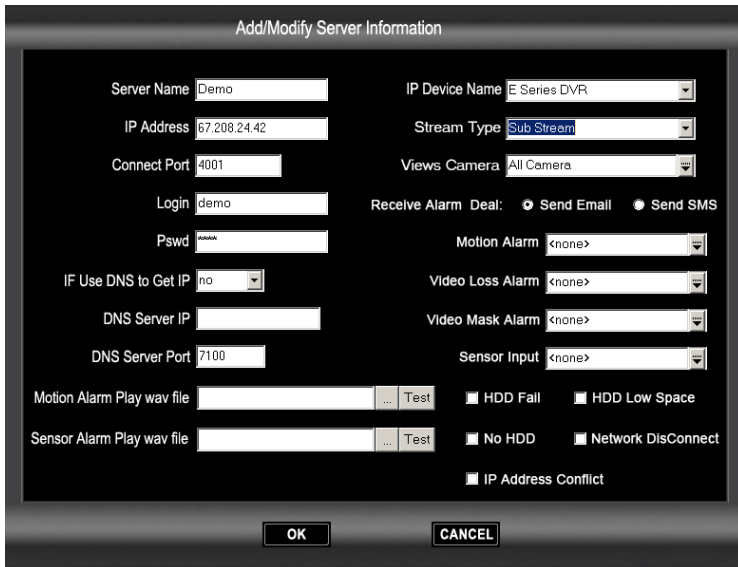 Add/Modify Server Information
Server Name Demo IP Device Name E Series DVR
IP Address 67.208.24.42 Stream Type Sub Stream
Connect Port 4001 Views Camera All Camera
Login demo Receive Alarm Deal: Send Email Send SMS
Pswd **** Motion Alarm <none>
IF Use DNS to Get IP no Video Loss Alarm <none>
DNS Server IP Video Mask Alarm <none>
DNS Server Port 7100 Sensor Input <none>
Motion Alarm Play wav file ... Test HDD Fail HDD Low Space
Sensor Alarm Play wav file ... Test No HDD Network DisConnect
IP Address Conflict
OK CANCEL